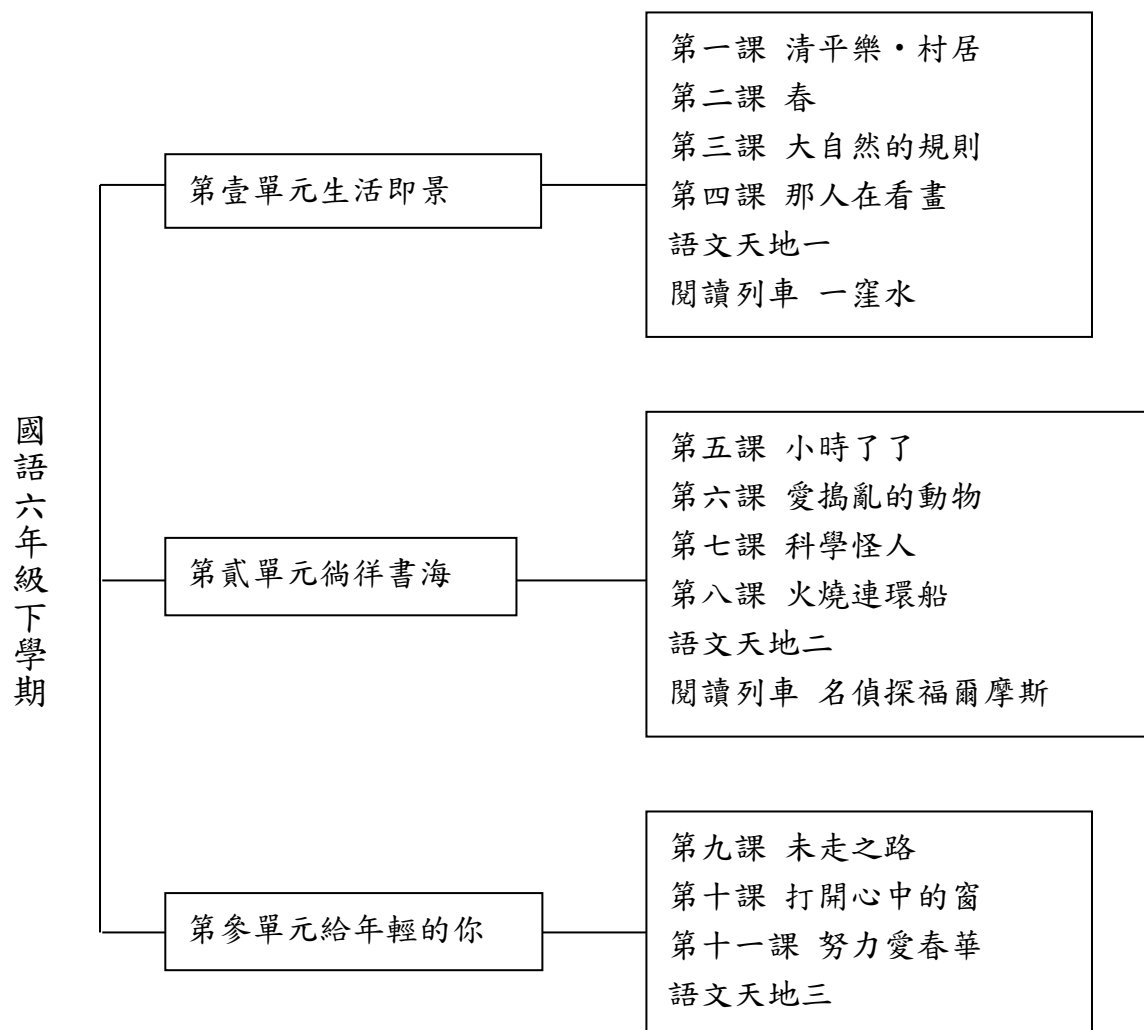 國語六年級下學期
第壹單元生活即景
第一課 清平樂・村居
第二課 春
第三課 大自然的規則
第四課 那人在看畫
語文天地一
閱讀列車 一窪水
第貳單元徜徉書海
第五課 小時了了
第六課 愛搗亂的動物
第七課 科學怪人
第八課 火燒連環船
語文天地二
閱讀列車 名偵探福爾摩斯
第參單元給年輕的你
第九課 未走之路
第十課 打開心中的窗
第十一課 努力愛春華
語文天地三